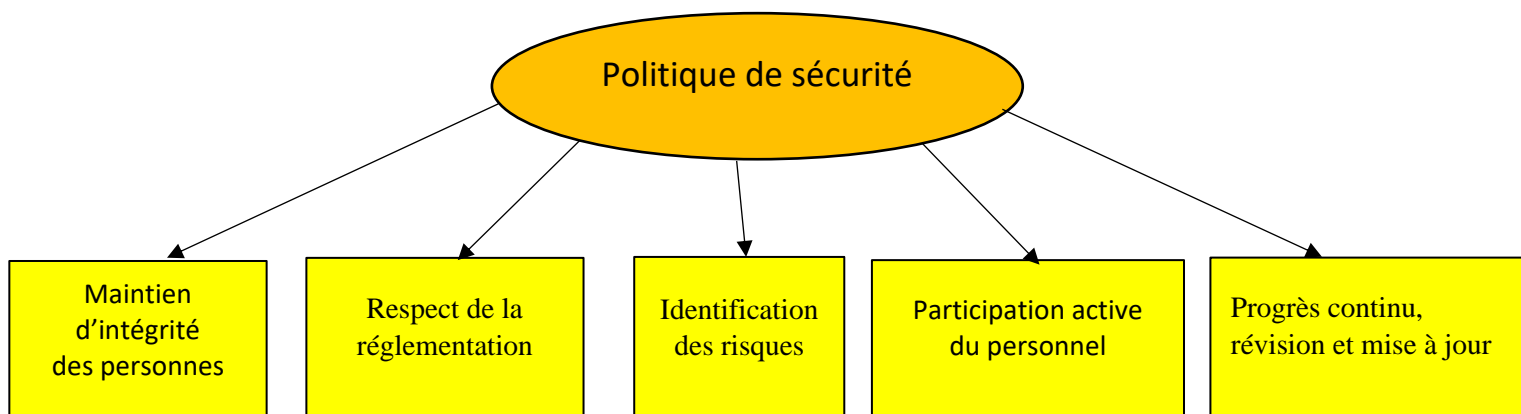 Politique de sécurité
Maintien
d’intégrité
des personnes
Respect de la
réglementation
Identification
des risques
Participation active
du personnel
Progrès continu,
révision et mise à jour